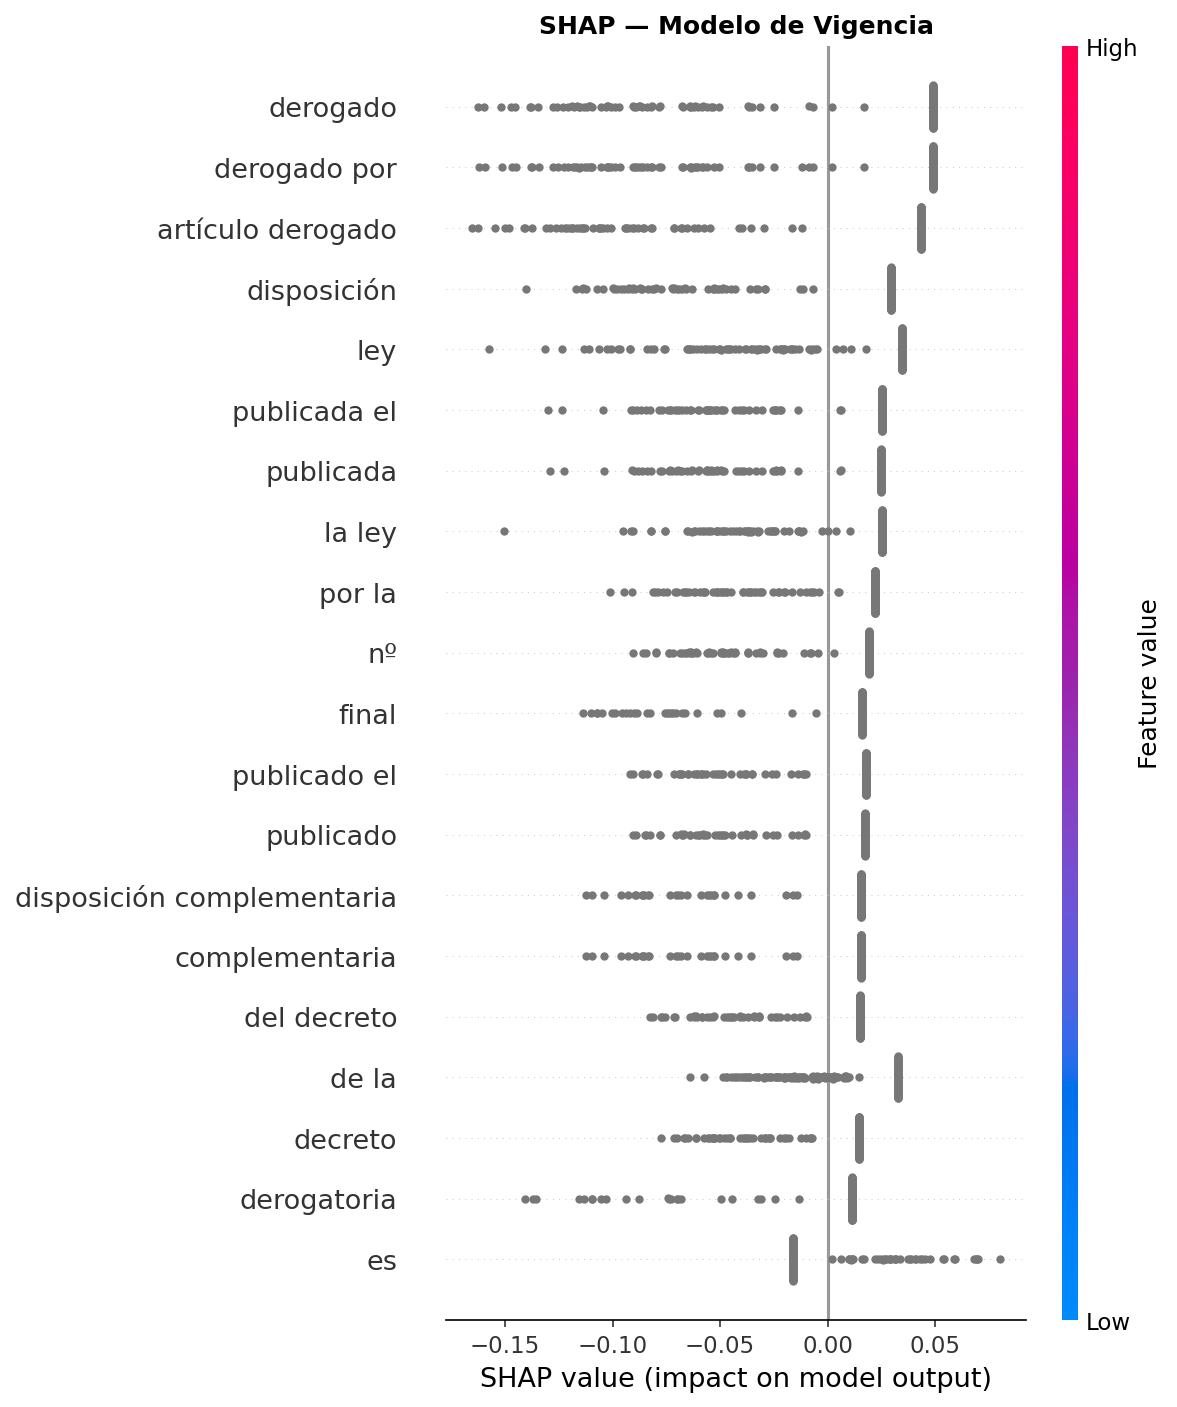 SHAP — Modelo de Vigencia
High
derogado
derogado por
artículo derogado
disposición
ley
publicada el
publicada
la ley
por la
nº
final
publicado el
publicado
disposición complementaria
complementaria
del decreto
de la
decreto
derogatoria
es
Feature value
Low
−0.15 −0.10 −0.05 0.00 0.05
SHAP value (impact on model output)